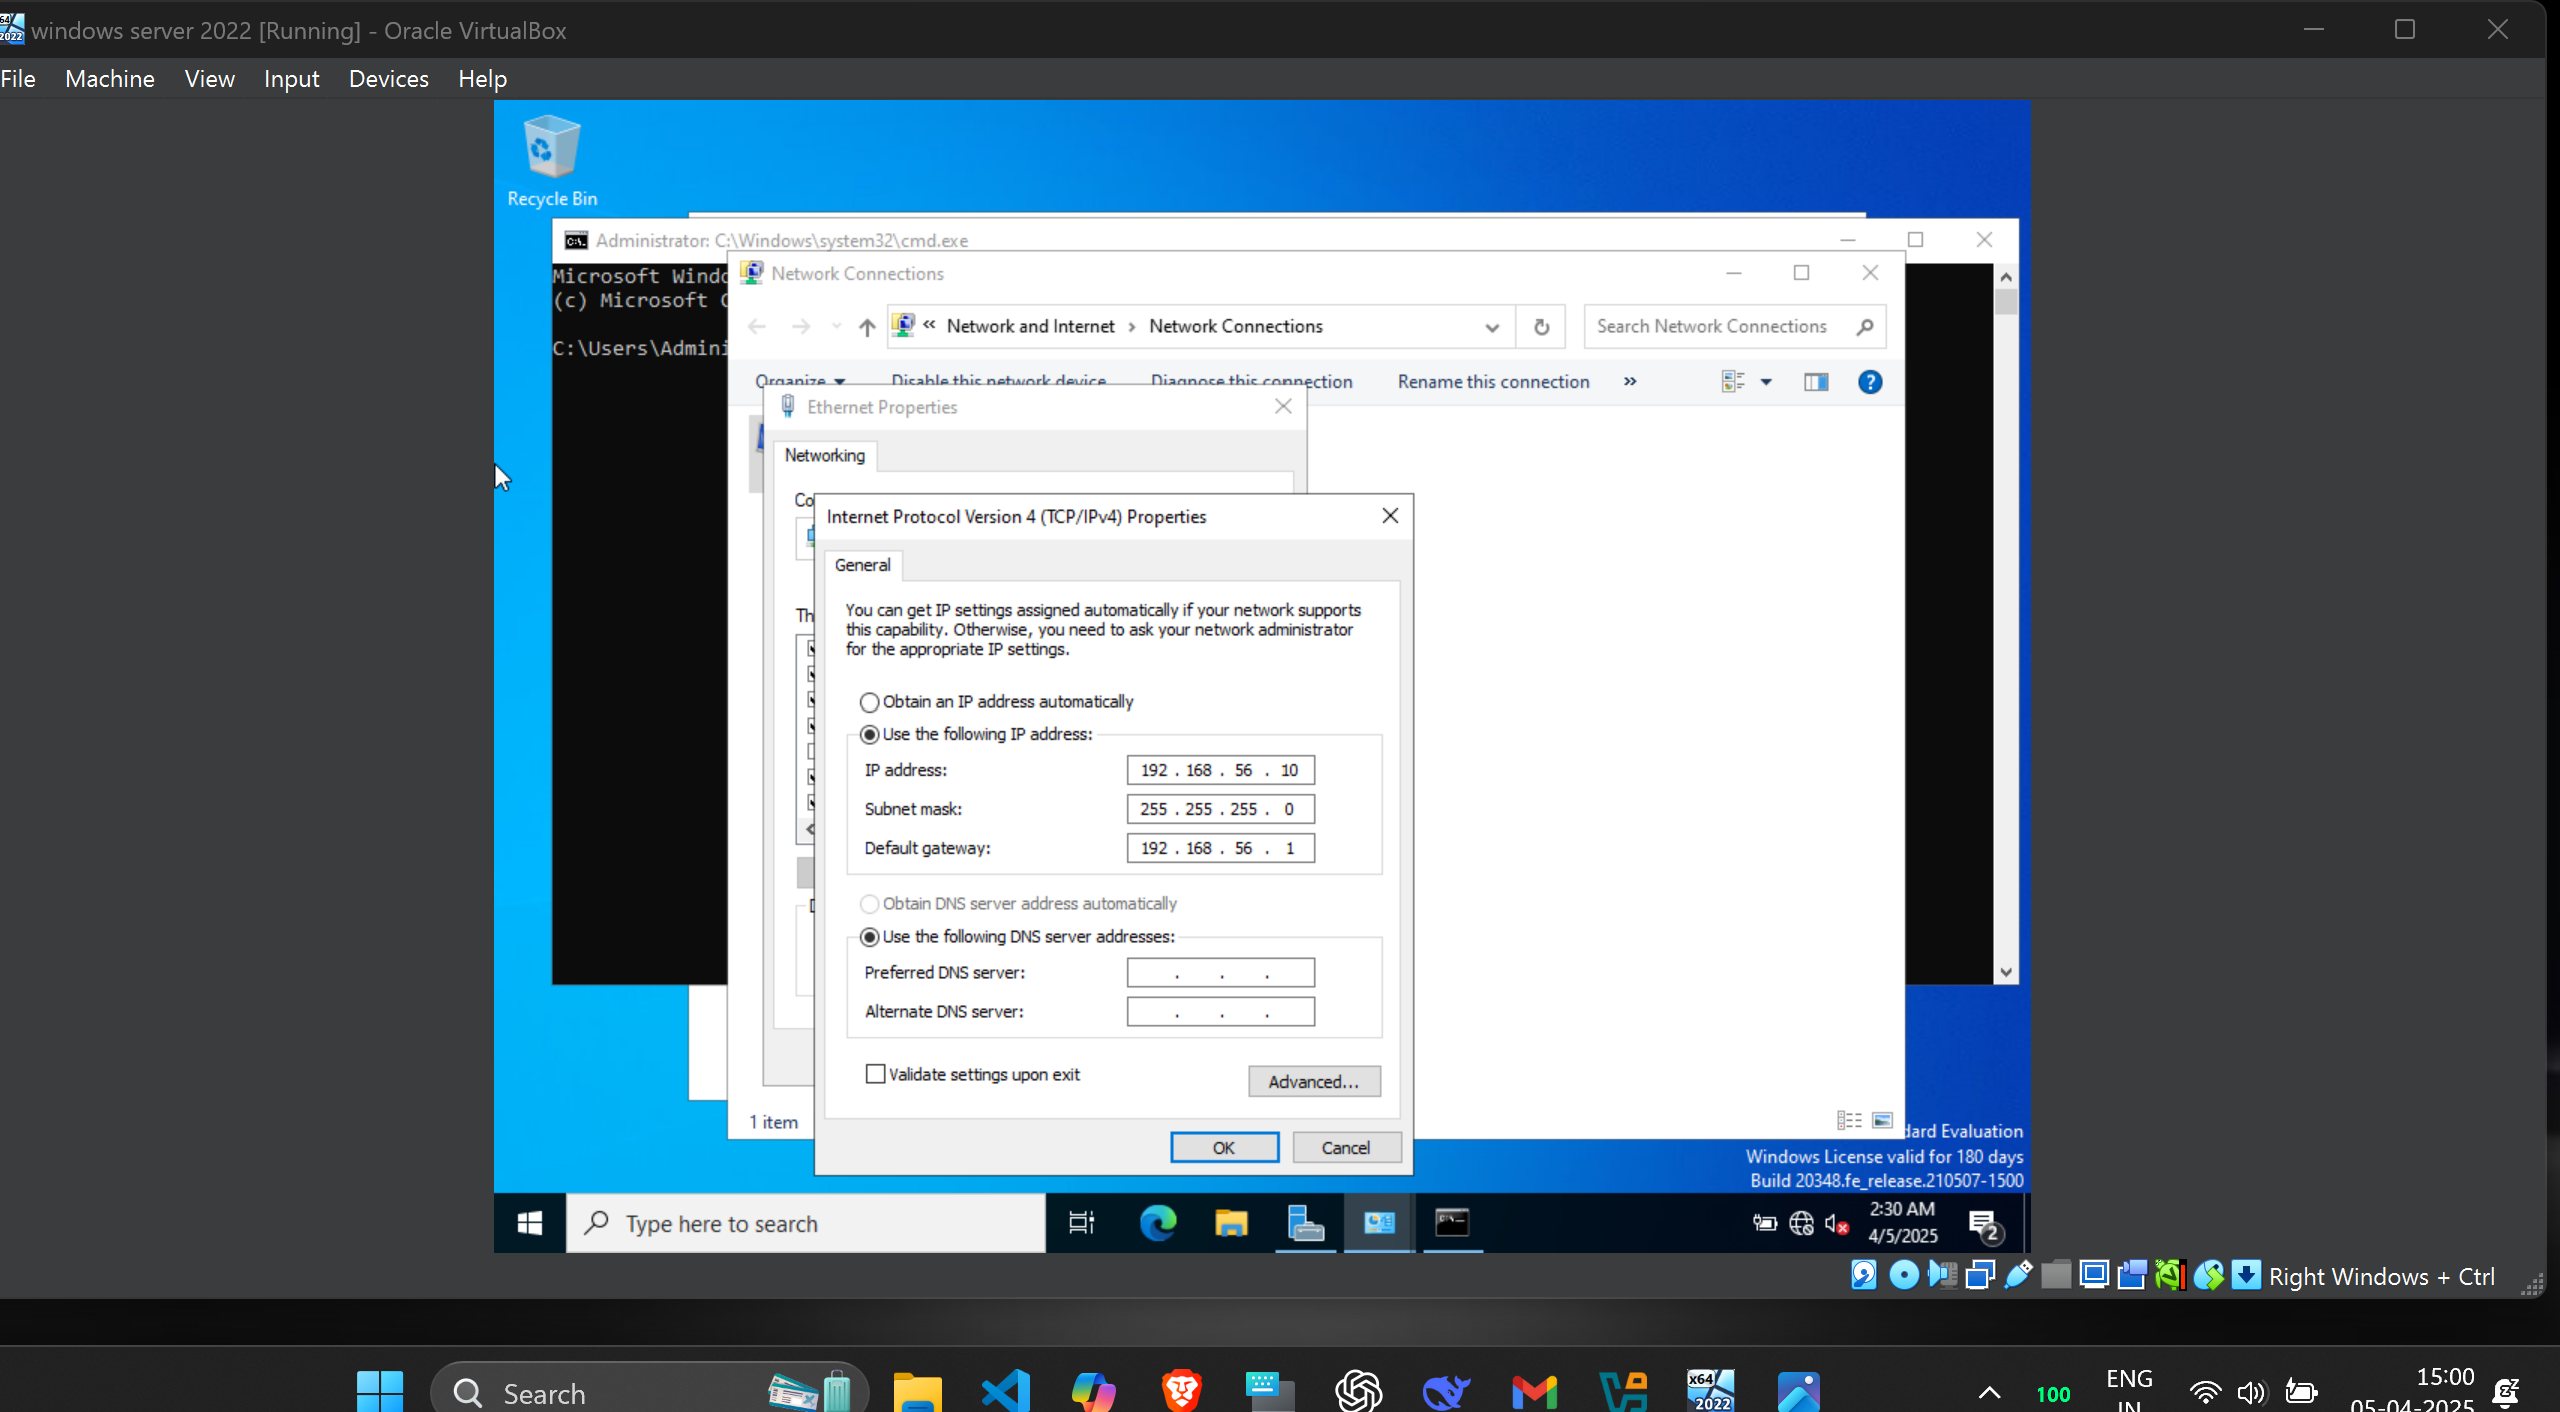 windows server 2022 [Running] - Oracle VirtualBox
File Machine View Input Devices Help
Recycle Bin
Administrator: C:\Windows\system32\cmd.exe
Microsoft
(c) Microsoft
C:\Users\
Network Connections
« Network and Internet › Network Connections
Search Network Connections
Organize Disable this network device Diagnose this connection Rename this connection »
Ethernet Properties
Networking
Internet Protocol Version 4 (TCP/IPv4) Properties
General
You can get IP settings assigned automatically if your network supports
this capability. Otherwise, you need to ask your network administrator
for the appropriate IP settings.
Obtain an IP address automatically
Use the following IP address:
IP address: 192 . 168 . 56 . 10
Subnet mask: 255 . 255 . 255 . 0
Default gateway: 192 . 168 . 56 . 1
Obtain DNS server address automatically
Use the following DNS server addresses:
Preferred DNS server: . . .
Alternate DNS server: . . .
Validate settings upon exit
Advanced...
1 item
OK Cancel
Evaluation
Windows License valid for 180 days
Build 20348.fe_release.210507-1500
Type here to search
2:30 AM
4/5/2025
2
Right Windows + Ctrl
Search
x64
2022
100
ENG
IN
15:00
05-04-2025